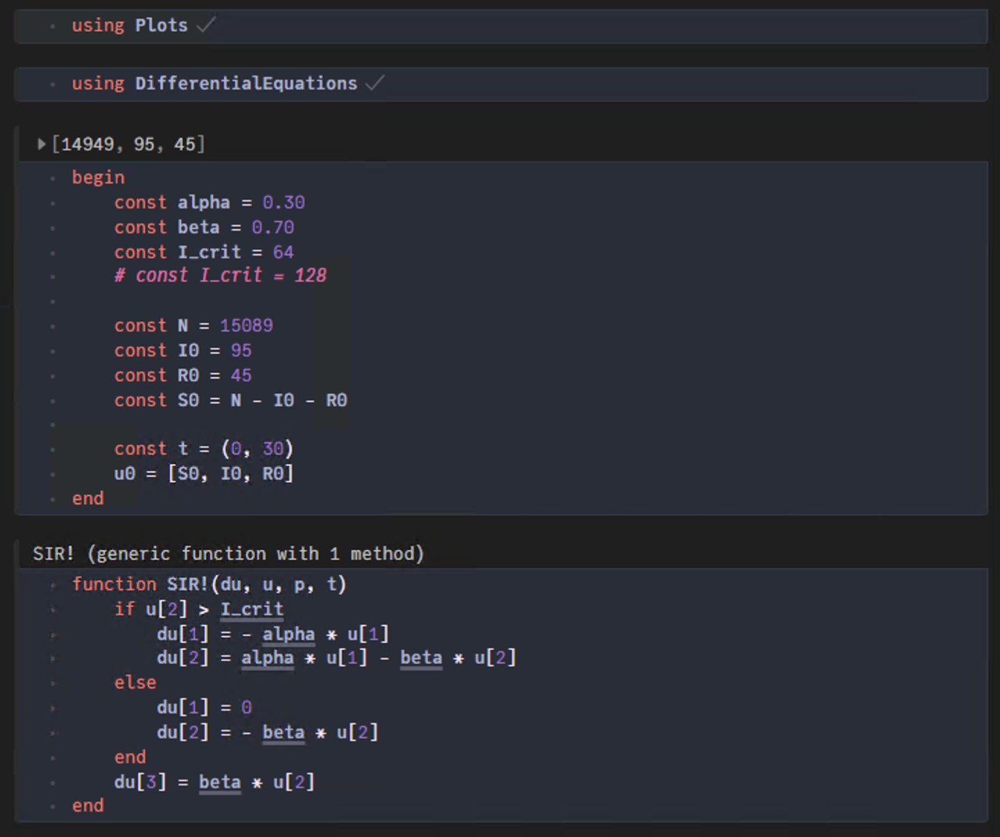 using Plots ✓
using DifferentialEquations ✓
[14949, 95, 45]
begin
    const alpha = 0.30
    const beta = 0.70
    const I_crit = 64
    # const I_crit = 128

    const N = 15089
    const I0 = 95
    const R0 = 45
    const S0 = N - I0 - R0

    const t = (0, 30)
    u0 = [S0, I0, R0]
end
SIR! (generic function with 1 method)
function SIR!(du, u, p, t)
    if u[2] > I_crit
        du[1] = - alpha * u[1]
        du[2] = alpha * u[1] - beta * u[2]
    else
        du[1] = 0
        du[2] = - beta * u[2]
    end
    du[3] = beta * u[2]
end